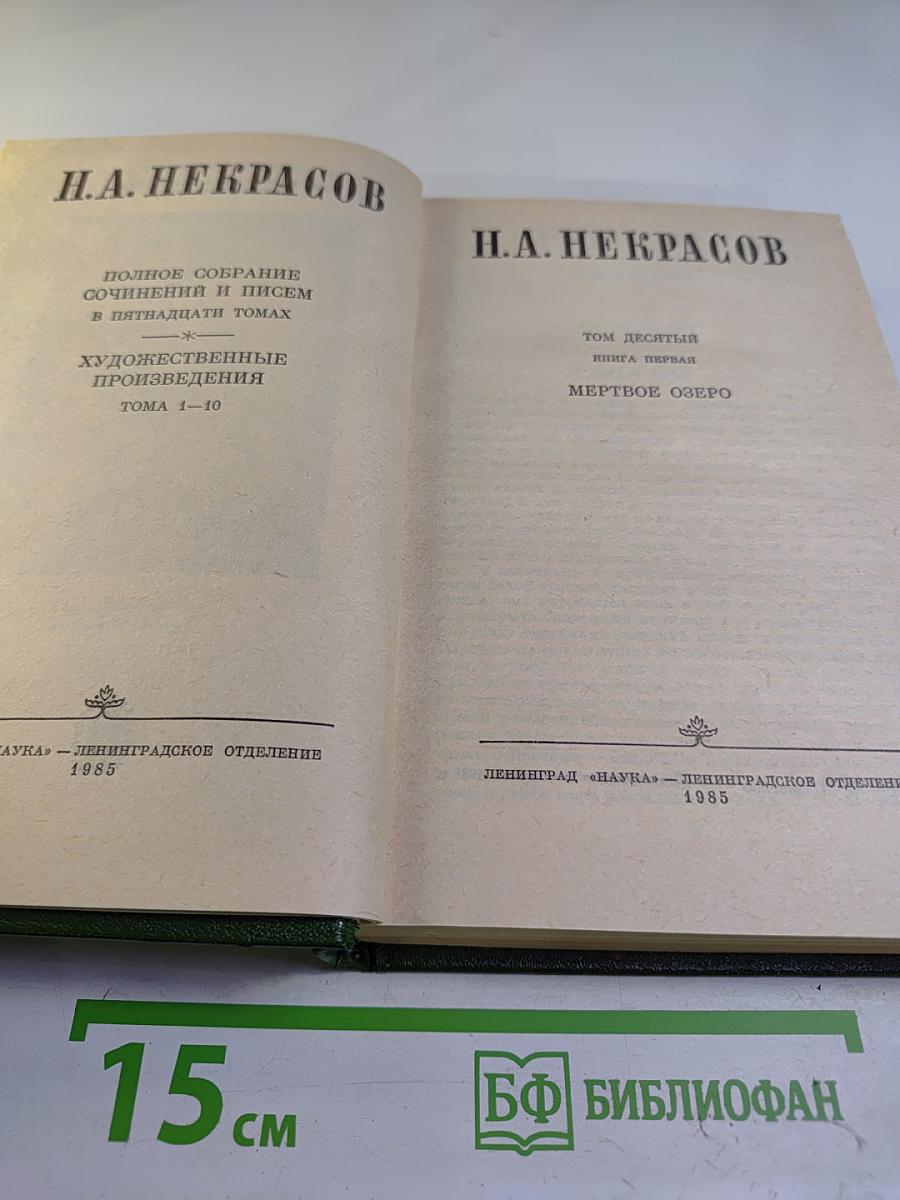 Н.А. НЕКРАСОВ
ПОЛНОЕ СОБРАНИЕ
СОЧИНЕНИЙ И ПИСЕМ
В ПЯТНАДЦАТИ ТОМАХ
ХУДОЖЕСТВЕННЫЕ
ПРОИЗВЕДЕНИЯ
ТОМА 1—10
НАУКА» — ЛЕНИНГРАДСКОЕ ОТДЕЛЕНИЕ
1985
Н.А. НЕКРАСОВ
ТОМ ДЕСЯТЫЙ
КНИГА ПЕРВАЯ
МЕРТВОЕ ОЗЕРО
ЛЕНИНГРАД «НАУКА» — ЛЕНИНГРАДСКОЕ ОТДЕЛЕНИ
1985
15 см
БФ БИБЛИОФАН